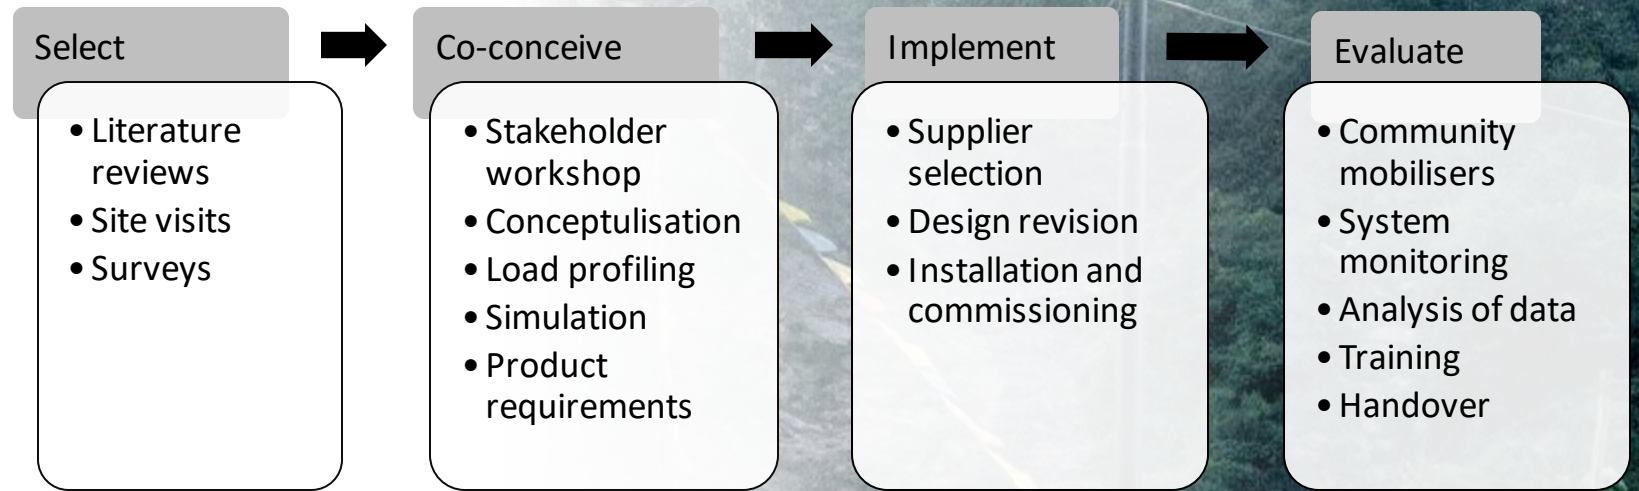 Select
• Literature
reviews
• Site visits
• Surveys
Co-conceive
• Stakeholder
workshop
• Conceptulisation
• Load profiling
• Simulation
• Product
requirements
Implement
• Supplier
selection
• Design revision
• Installation and
commissioning
Evaluate
• Community
mobilisers
• System
monitoring
• Analysis of data
• Training
• Handover